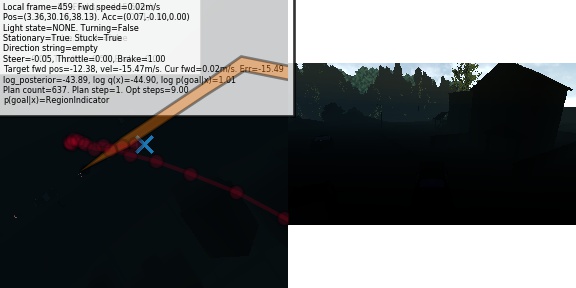 Local frame=459: Fwd speed=0.02m/s
Pos=(3.36,30.16,38.13). Acc=(0.07,-0.10,0.00)
Light state=NONE. Turning=False
Stationary=True. Stuck=True
Direction string=empty
Steer=-0.05, Throttle=0.00, Brake=1.00
Target fwd pos=-12.38, vel=-15.47m/s. Cur fwd=0.02m/s. Err=-15.49
log_posterior=-43.89, log q(x)=-44.90, log p(goal|x)=1.01
Plan count=637. Plan step=1. Opt steps=9.00
p(goal|x)=RegionIndicator